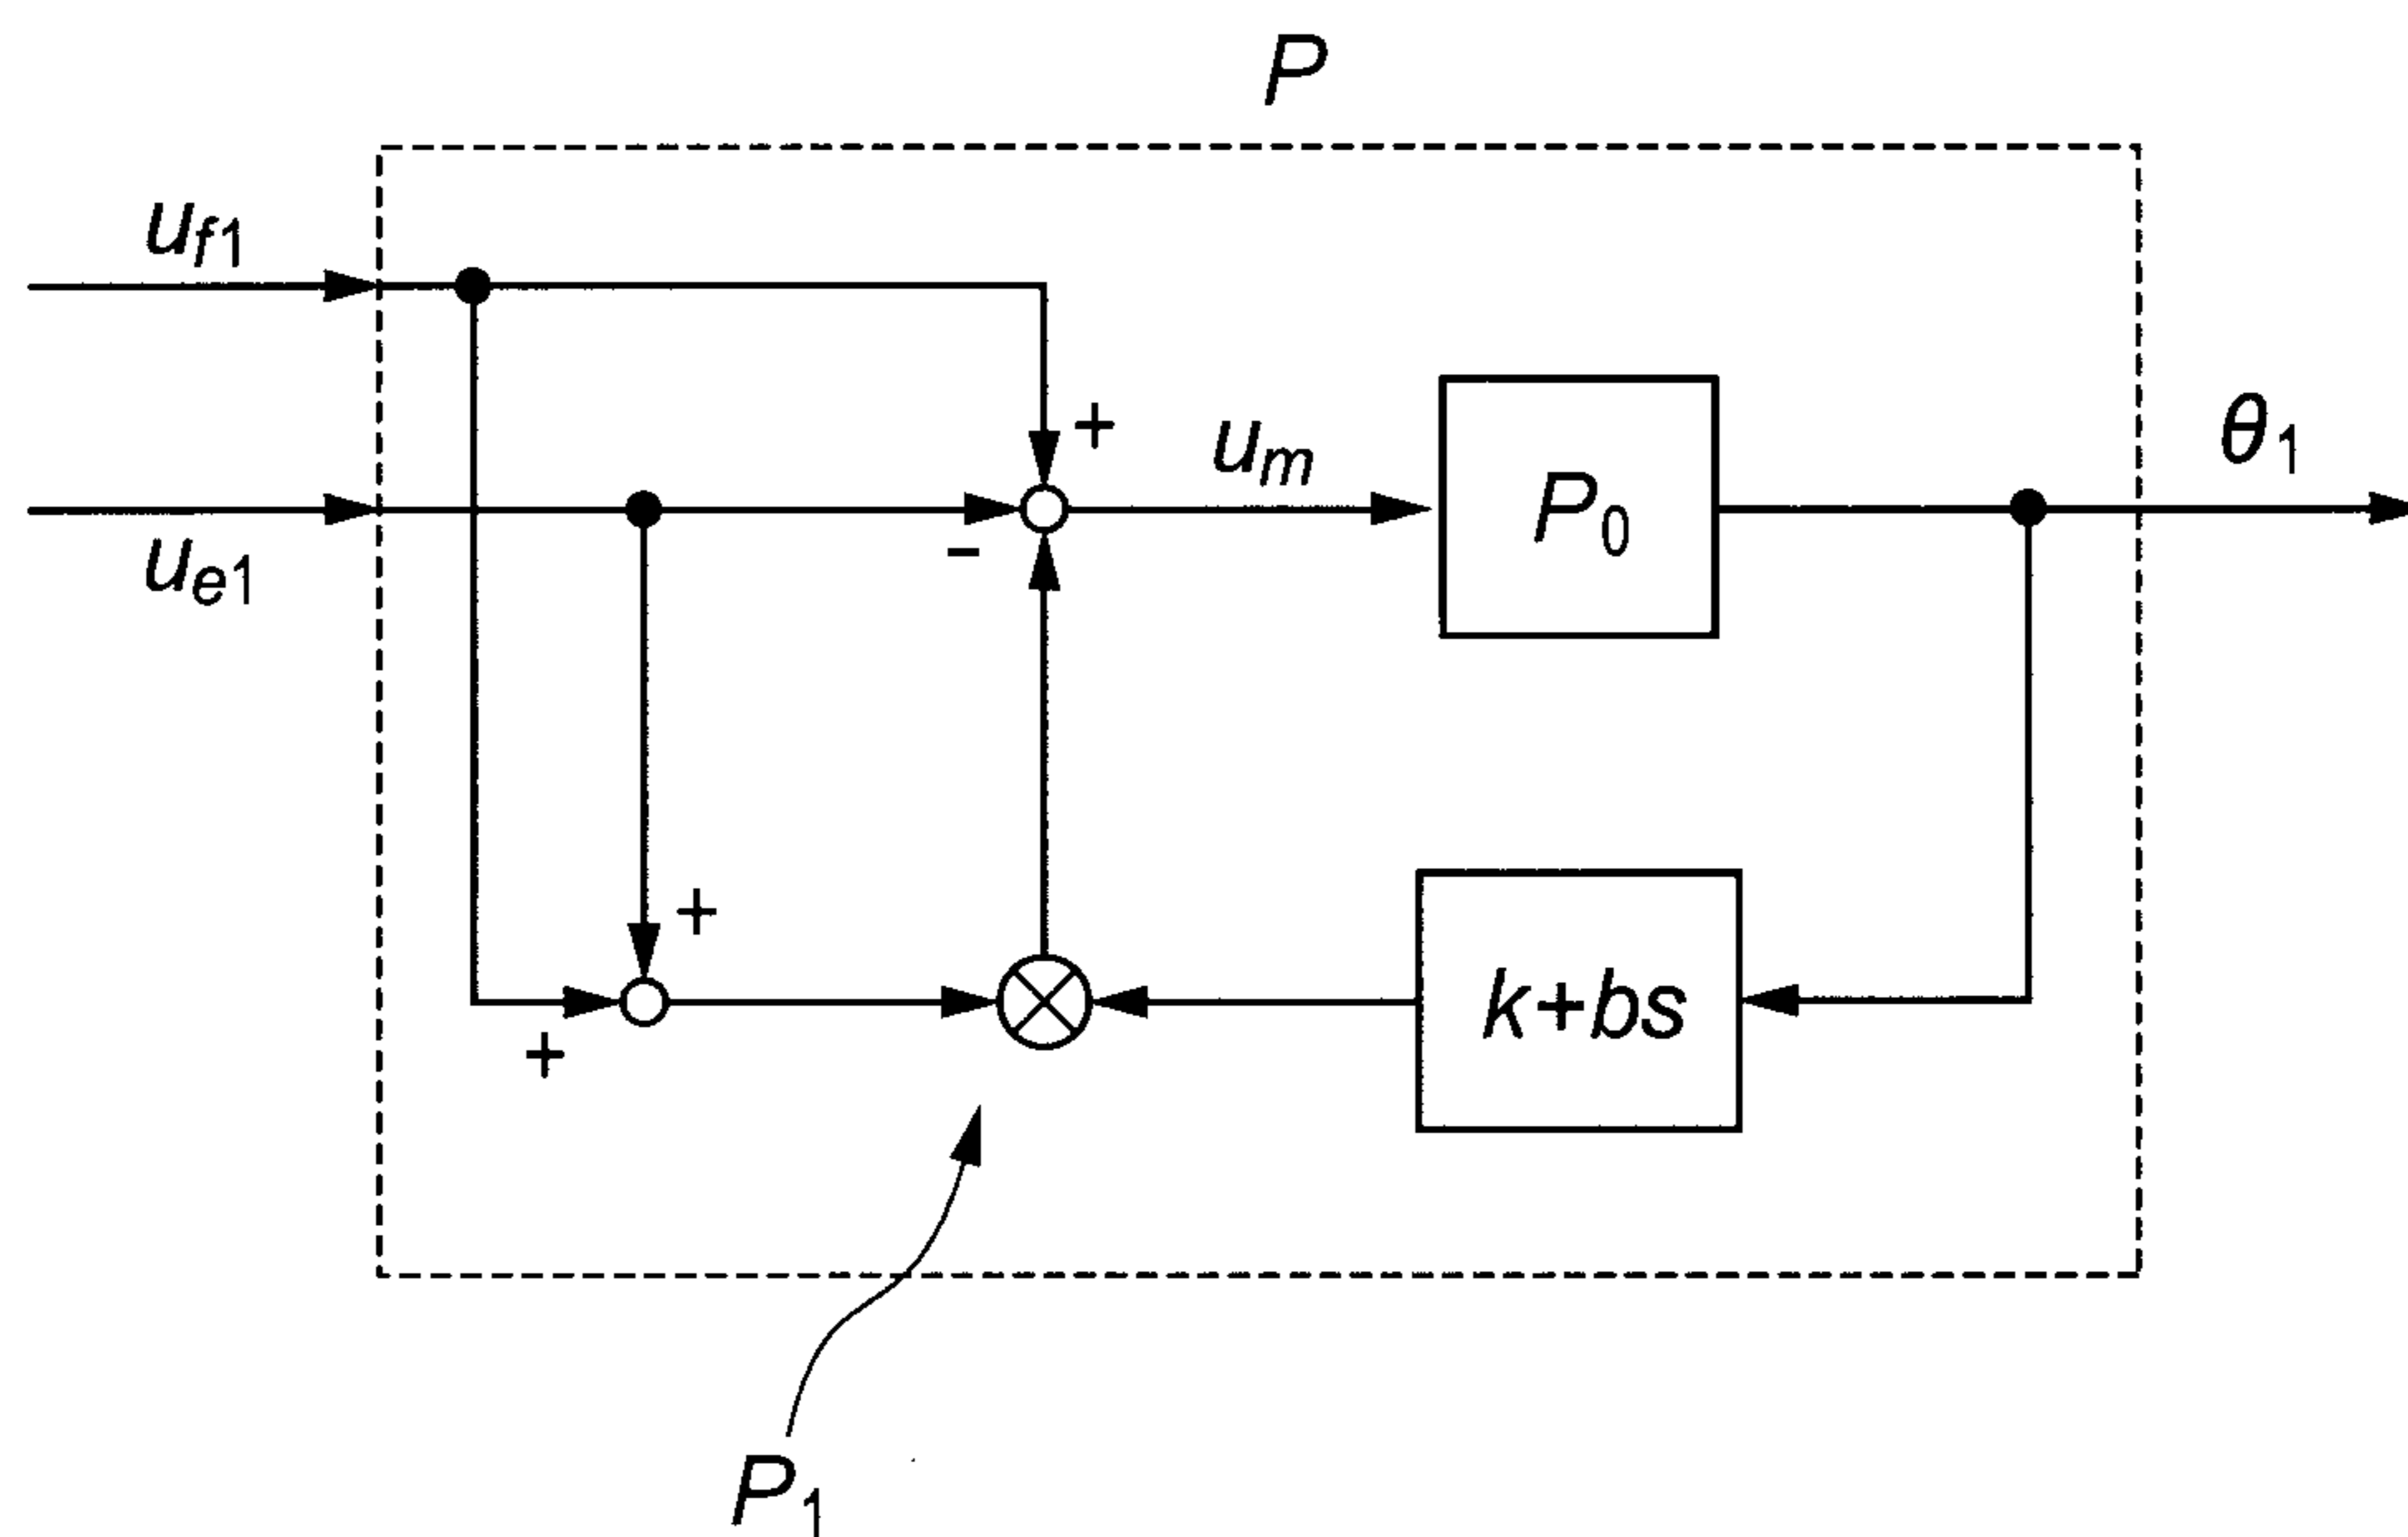 P
u_f1
+
u_m
θ_1
P_0
-
u_e1
+
k+bs
+
P_1